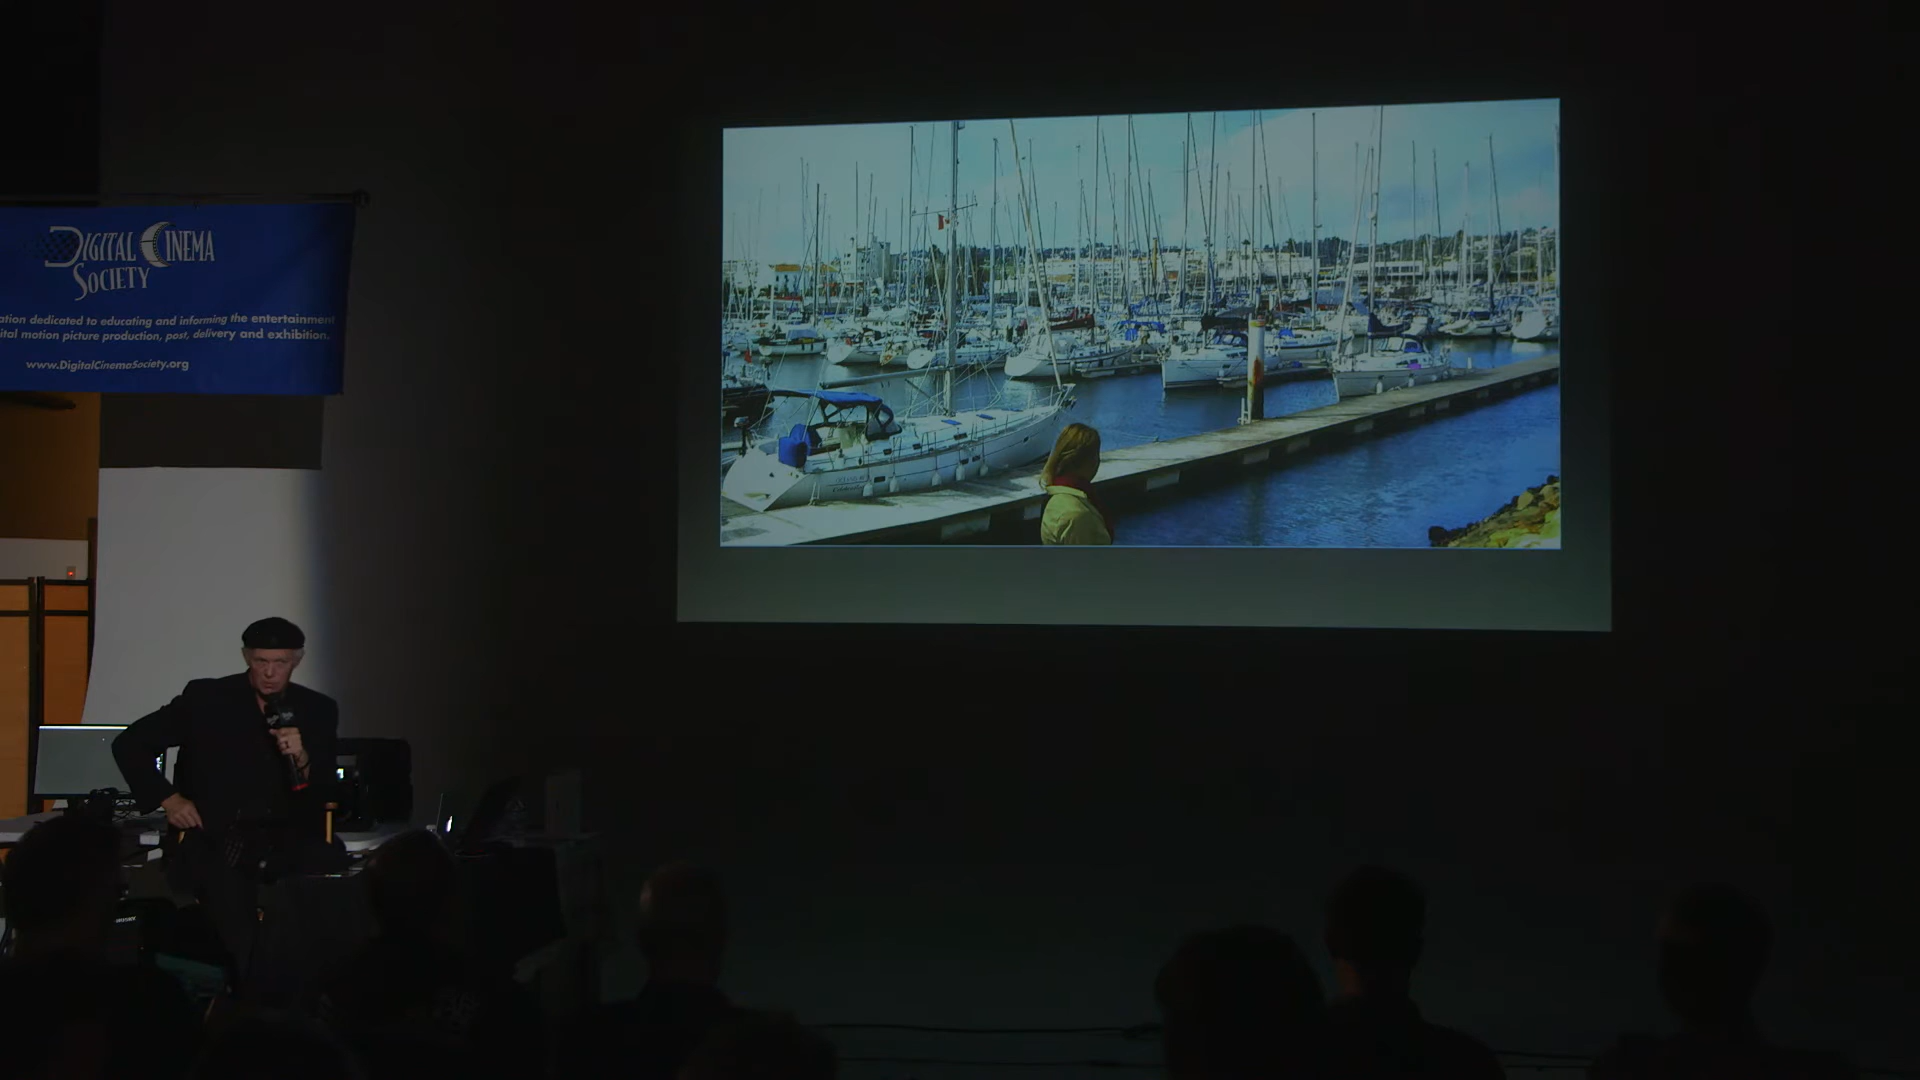 DIGITAL CINEMA
SOCIETY
ation dedicated to educating and informing the entertainment
ital motion picture production, post, delivery and exhibition.
www.DigitalCinemaSociety.org